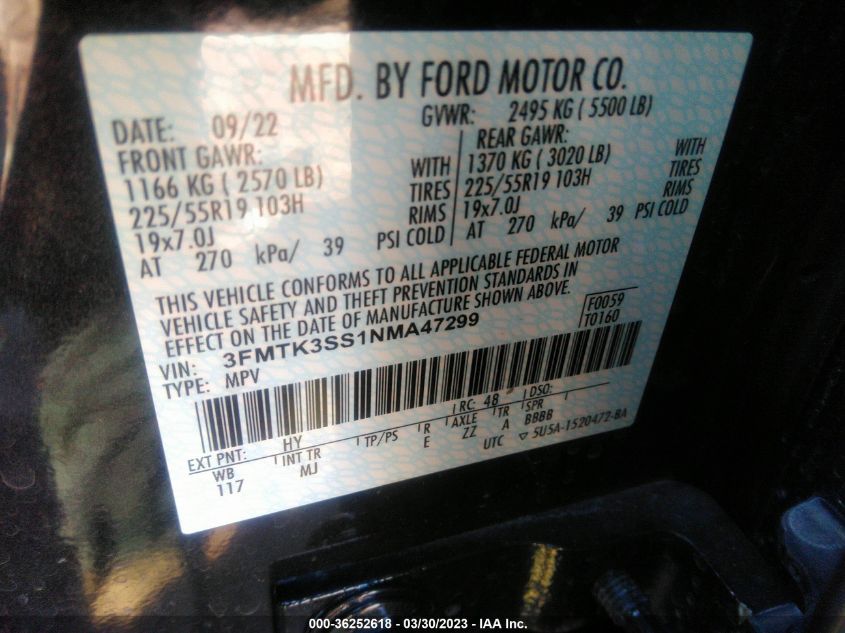 MFD. BY FORD MOTOR CO.
DATE: 09/22
GVWR: 2495 KG ( 5500 LB)
FRONT GAWR:
REAR GAWR:
1166 KG ( 2570 LB) WITH
1370 KG ( 3020 LB) WITH
225/55R19 103H TIRES
225/55R19 103H TIRES
19x7.0J RIMS
19x7.0J RIMS
AT 270 kPa/ 39 PSI COLD
AT 270 kPa/ 39 PSI COLD
THIS VEHICLE CONFORMS TO ALL APPLICABLE FEDERAL MOTOR
VEHICLE SAFETY AND THEFT PREVENTION STANDARDS IN
EFFECT ON THE DATE OF MANUFACTURE SHOWN ABOVE.
F0059
T0160
VIN: 3FMTK3SS1NMA47299
TYPE: MPV
EXT PNT: HY RC: 48 DSO:
WB INT TR TP/PS R AXLE TR SPR
117 MJ E ZZ A BBBB
UTC ▽ 5U5A-1520472-BA
000-36252618 - 03/30/2023 - IAA Inc.